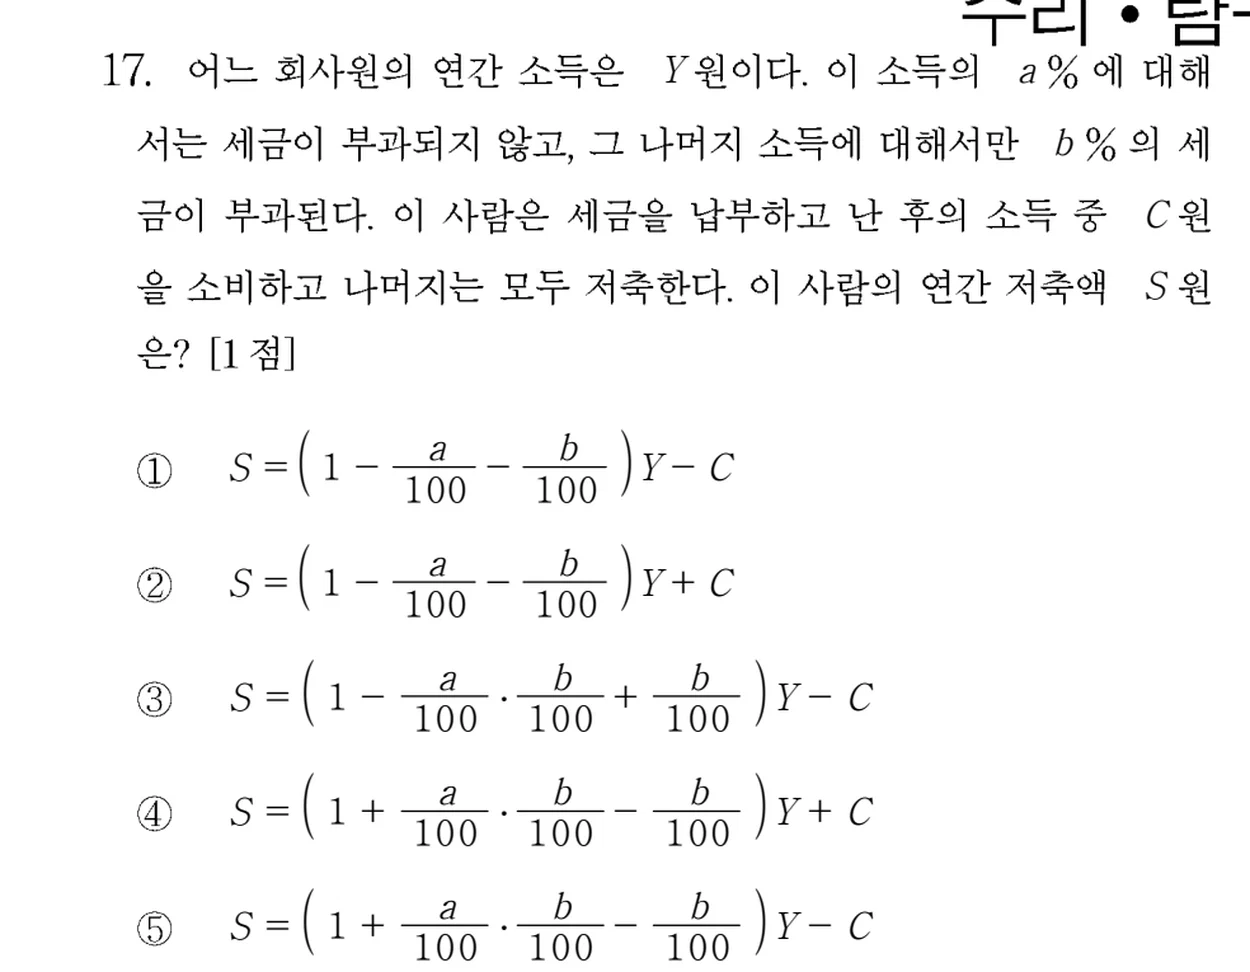 수리 • 탐구
17. 어느 회사원의 연간 소득은 Y원이다. 이 소득의 a%에 대해
서는 세금이 부과되지 않고, 그 나머지 소득에 대해서만 b%의 세
금이 부과된다. 이 사람은 세금을 납부하고 난 후의 소득 중 C원
을 소비하고 나머지는 모두 저축한다. 이 사람의 연간 저축액 S원
은? [1점]
① S = ( 1 - a/100 - b/100 ) Y - C
② S = ( 1 - a/100 - b/100 ) Y + C
③ S = ( 1 - a/100 · b/100 + b/100 ) Y - C
④ S = ( 1 + a/100 · b/100 - b/100 ) Y + C
⑤ S = ( 1 + a/100 · b/100 - b/100 ) Y - C